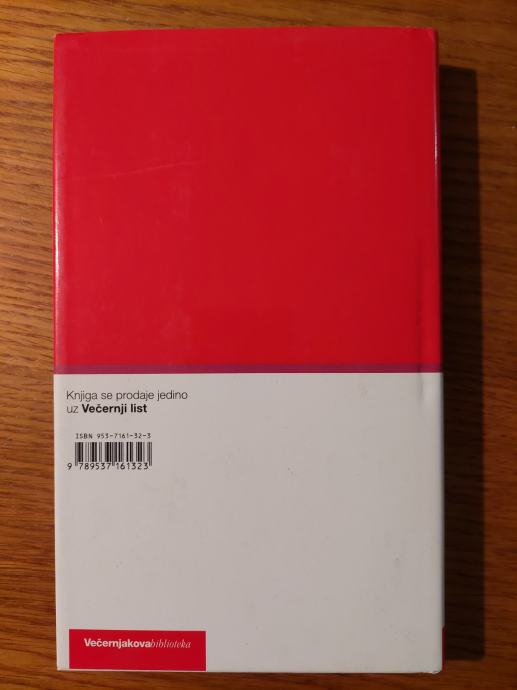 Knjiga se prodaje jedino
uz Večernji list
ISBN 953-7161-32-3
9 789537 161323
Večernjakovabiblioteka